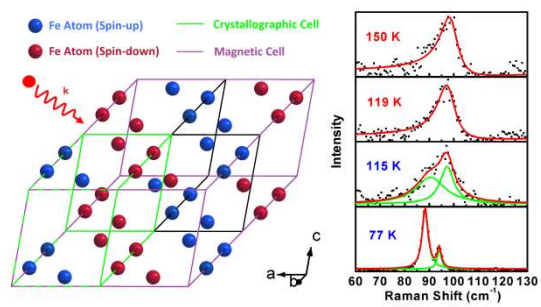 Fe Atom (Spin-up)
Crystallographic Cell
Fe Atom (Spin-down)
Magnetic Cell
k
c
a
b
150 K
119 K
115 K
77 K
Intensity
60 70 80 90 100 110 120 130
Raman Shift (cm⁻¹)